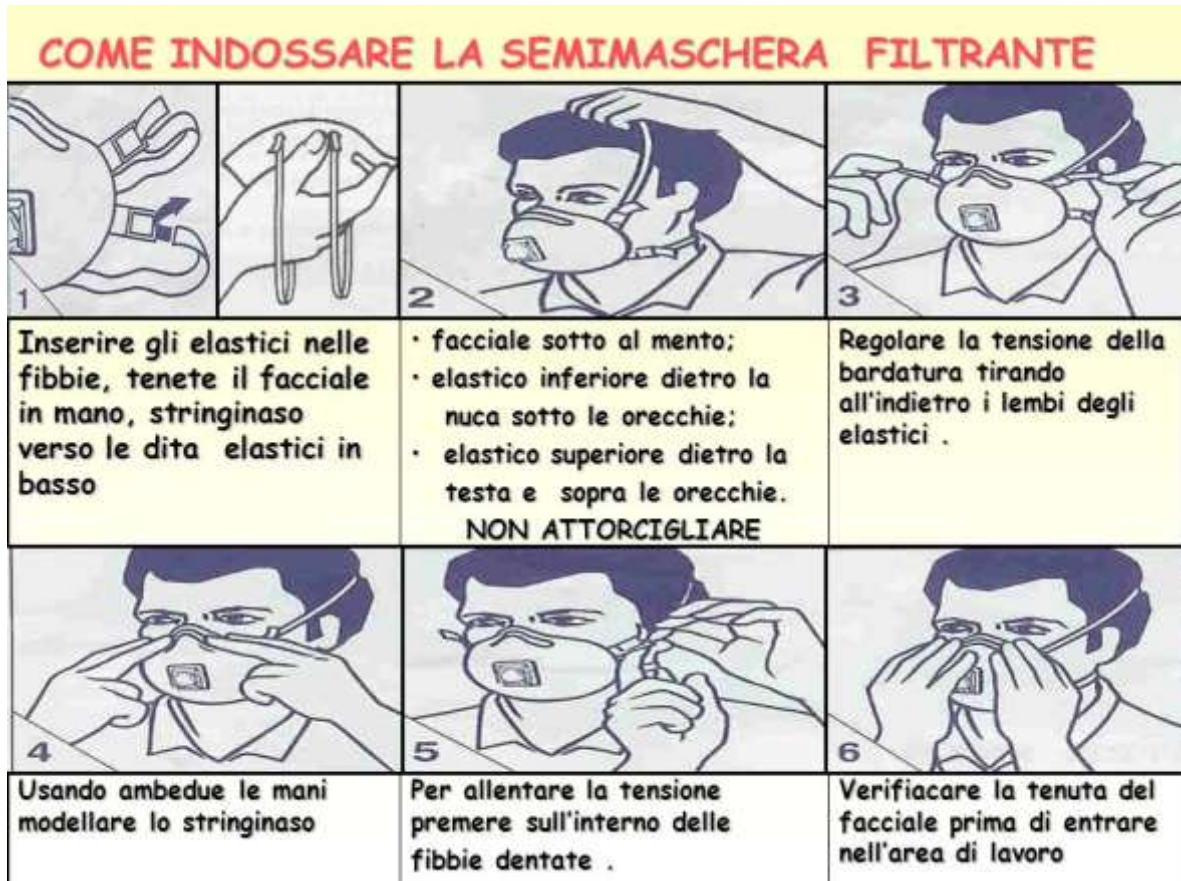 COME INDOSSARE LA SEMIMASCHERA FILTRANTE
1
2
3
Inserire gli elastici nelle
fibbie, tenete il facciale
in mano, stringinaso
verso le dita elastici in
basso
· facciale sotto al mento;
· elastico inferiore dietro la
nuca sotto le orecchie;
· elastico superiore dietro la
testa e sopra le orecchie.
NON ATTORCIGLIARE
Regolare la tensione della
bardatura tirando
all'indietro i lembi degli
elastici .
4
5
6
Usando ambedue le mani
modellare lo stringinaso
Per allentare la tensione
premere sull'interno delle
fibbie dentate .
Verifiacare la tenuta del
facciale prima di entrare
nell'area di lavoro